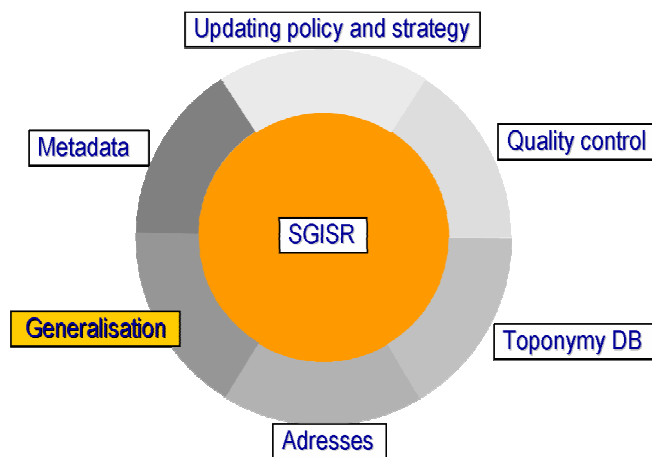 Updating policy and strategy
Metadata
Quality control
SGISR
Generalisation
Toponymy DB
Adresses